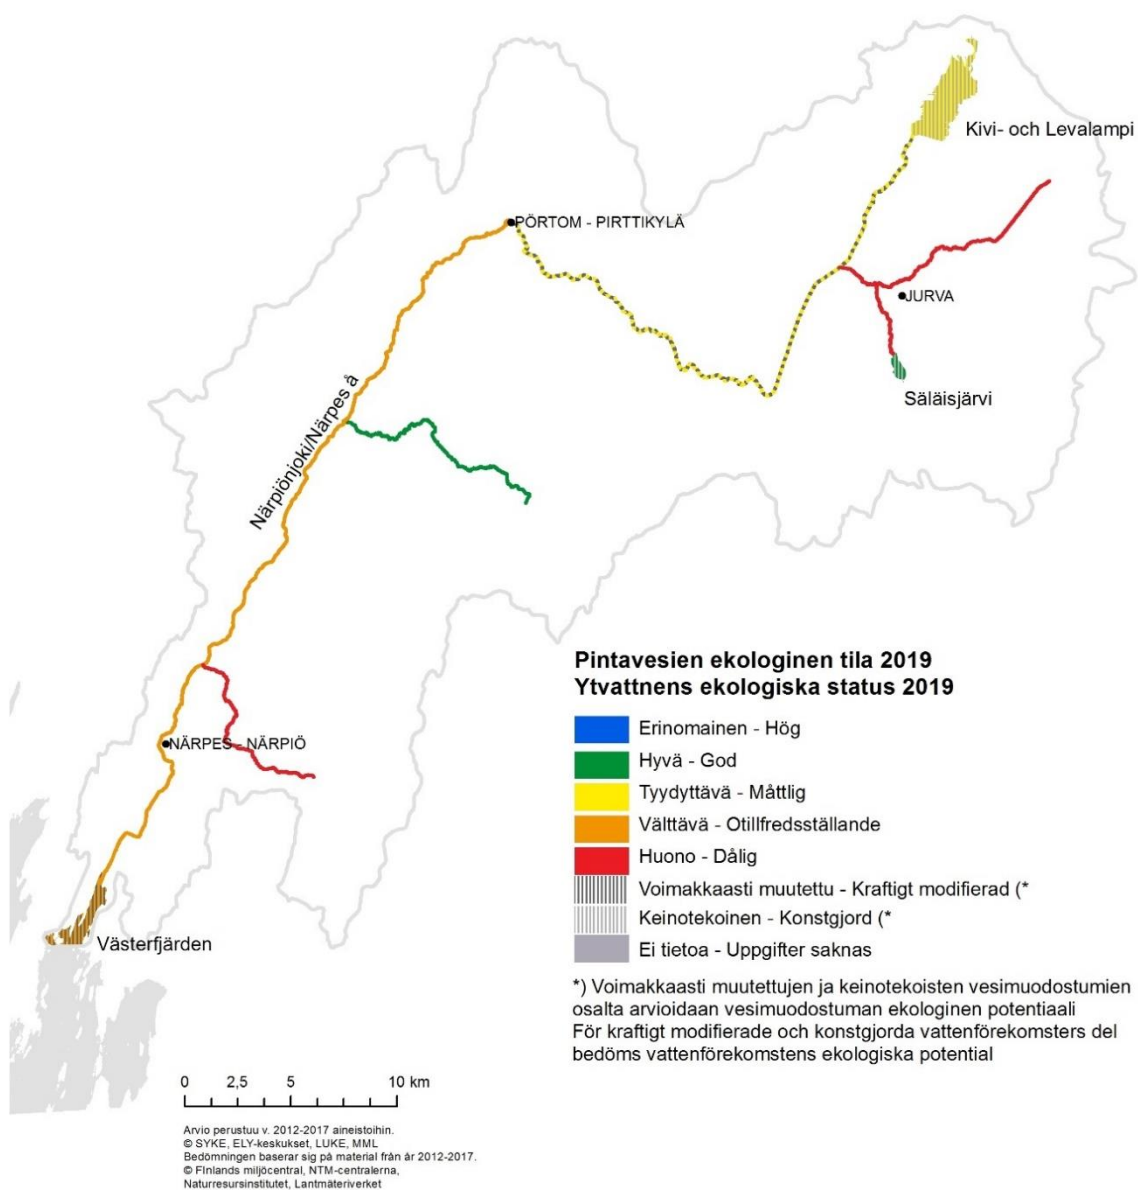 Kivi- och Levalampi
PÖRTOM - PIRTTIKYLÄ
JURVA
Säläisjärvi
Närpiönjoki/Närpes å
NÄRPES - NÄRPIÖ
Västerfjärden
Pintavesien ekologinen tila 2019
Ytvattnens ekologiska status 2019
Erinomainen - Hög
Hyvä - God
Tyydyttävä - Måttlig
Välttävä - Otillfredsställande
Huono - Dålig
Voimakkaasti muutettu - Kraftigt modifierad (*
Keinotekoinen - Konstgjord (*
Ei tietoa - Uppgifter saknas
*) Voimakkaasti muutettujen ja keinotekoisten vesimuodostumien
osalta arvioidaan vesimuodostuman ekologinen potentiaali
För kraftigt modifierade och konstgjorda vattenförekomsters del
bedöms vattenförekomstens ekologiska potential
0 2,5 5 10 km
Arvio perustuu v. 2012-2017 aineistoihin.
© SYKE, ELY-keskukset, LUKE, MML
Bedömningen baserar sig på material från år 2012-2017.
© FInlands miljöcentral, NTM-centralerna,
Naturresursinstitutet, Lantmäteriverket